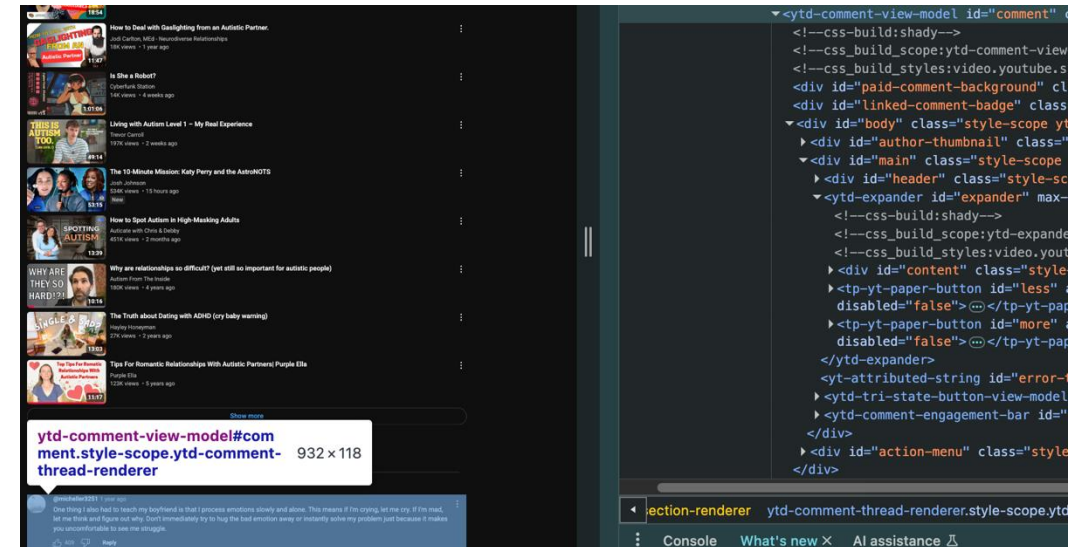 18:54
How to Deal with Gaslighting from an Autistic Partner.
Jodi Carlton, MEd - Neurodiverse Relationships
18K views • 1 year ago
GASLIGHTING
FROM AN
Autistic Partner
11:47
Is She a Robot?
Cyberfunk Station
14K views • 4 weeks ago
1:01:06
THIS IS
AUTISM
TOO.
49:14
Living with Autism Level 1 – My Real Experience
Trevor Carroll
197K views • 2 weeks ago
The 10-Minute Mission: Katy Perry and the AstroNOTS
Josh Johnson
534K views • 15 hours ago
New
53:15
How to Spot Autism in High-Masking Adults
Auticate with Chris & Debby
451K views • 2 months ago
SPOTTING
AUTISM
13:39
WHY ARE
THEY SO
HARD!?!
10:16
Why are relationships so difficult? (yet still so important for autistic people)
Autism From The Inside
180K views • 4 years ago
The Truth about Dating with ADHD (cry baby warning)
Hayley Honeyman
27K views • 2 years ago
SINGLE &
13:03
Tips For Romantic Relationships With Autistic Partners| Purple Ella
Purple Ella
123K views • 5 years ago
Top Tips For Romantic
Relationships With
Autistic Partners
11:17
Show more
ytd-comment-view-model#com
ment.style-scope.ytd-comment-
thread-renderer
932 × 118
@micheller3251 1 year ago
One thing I also had to teach my boyfriend is that I process emotions slowly and alone. This means if I'm crying, let me cry. If I'm mad,
let me think and figure out why. Don't immediately try to hug the bad emotion away or instantly solve my problem just because it makes
you uncomfortable to see me struggle.
Reply
▼<ytd-comment-view-model id="comment" c
<!--css-build:shady-->
<!--css_build_scope:ytd-comment-view
<!--css_build_styles:video.youtube.s
<div id="paid-comment-background" cl
<div id="linked-comment-badge" class
▼<div id="body" class="style-scope yt
▶<div id="author-thumbnail" class="
▼<div id="main" class="style-scope
▶<div id="header" class="style-sc
▼<ytd-expander id="expander" max-
<!--css-build:shady-->
<!--css_build_scope:ytd-expande
<!--css_build_styles:video.yout
▶<div id="content" class="style-
▶<tp-yt-paper-button id="less" a
disabled="false">…</tp-yt-pap
▶<tp-yt-paper-button id="more" a
disabled="false">…</tp-yt-pap
</ytd-expander>
<yt-attributed-string id="error-t
▶<ytd-tri-state-button-view-model
▶<ytd-comment-engagement-bar id="
</div>
▶<div id="action-menu" class="style
</div>
section-renderer ytd-comment-thread-renderer.style-scope.ytd
Console What's new × AI assistance